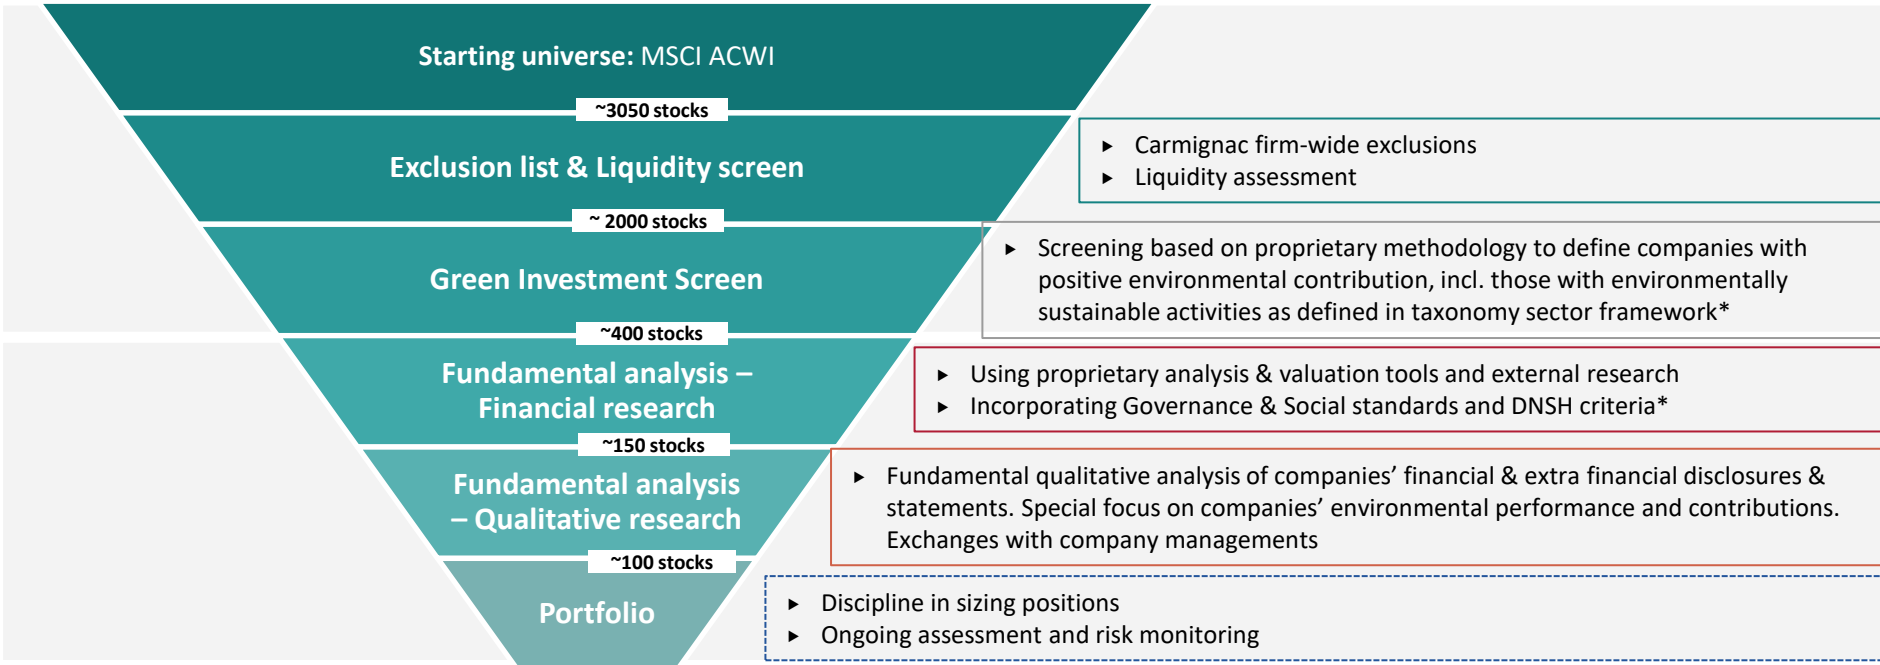 Starting universe: MSCI ACWI
~3050 stocks
Exclusion list & Liquidity screen
► Carmignac firm-wide exclusions
► Liquidity assessment
~ 2000 stocks
Green Investment Screen
► Screening based on proprietary methodology to define companies with
positive environmental contribution, incl. those with environmentally
sustainable activities as defined in taxonomy sector framework*
~400 stocks
Fundamental analysis –
Financial research
► Using proprietary analysis & valuation tools and external research
► Incorporating Governance & Social standards and DNSH criteria*
~150 stocks
Fundamental analysis
– Qualitative research
► Fundamental qualitative analysis of companies’ financial & extra financial disclosures &
statements. Special focus on companies’ environmental performance and contributions.
Exchanges with company managements
~100 stocks
Portfolio
► Discipline in sizing positions
► Ongoing assessment and risk monitoring